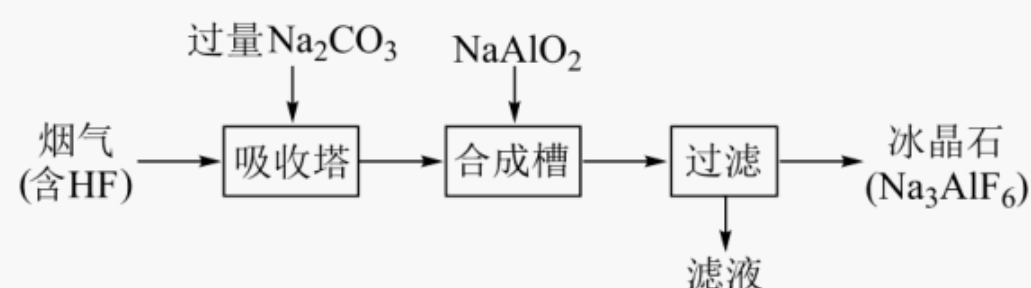 过量Na₂CO₃
NaAlO₂
烟气
(含HF)
吸收塔
合成槽
过滤
冰晶石
(Na₃AlF₆)
滤液